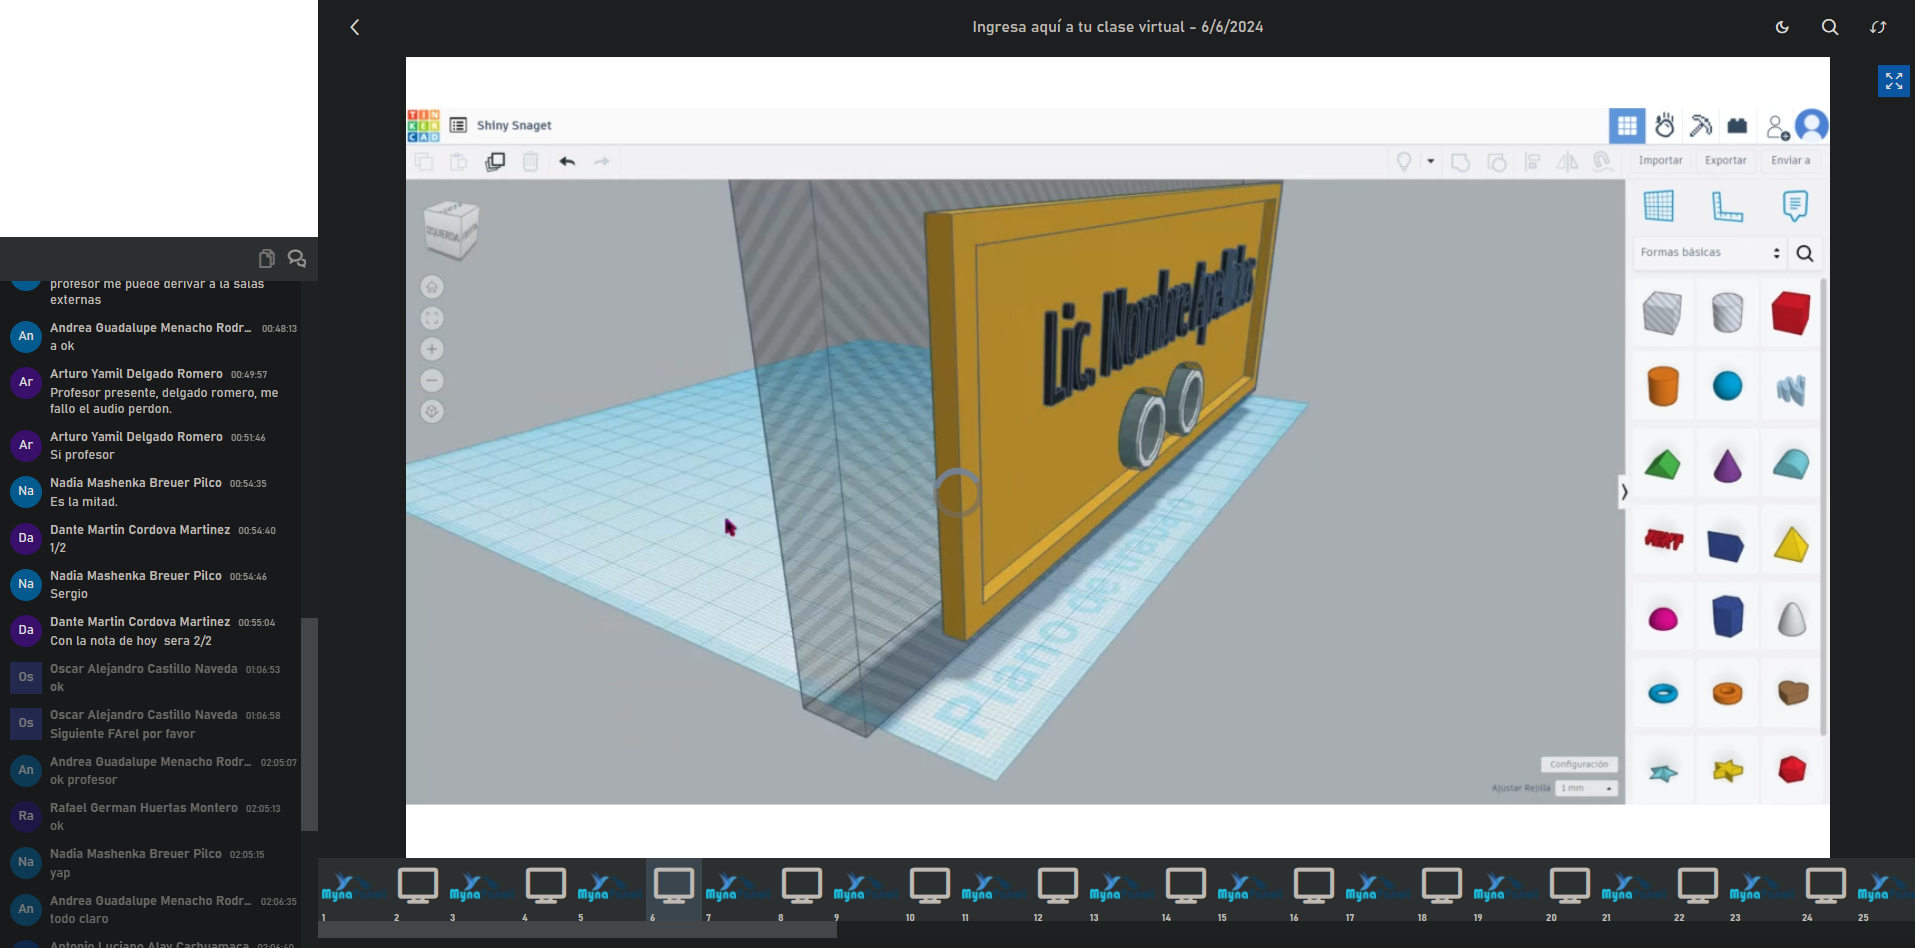 Ingresa aquí a tu clase virtual - 6/6/2024
profesor me puede derivar a la salas
externas
Andrea Guadalupe Menacho Rodr... 00:48:13
An
a ok
Arturo Yamil Delgado Romero 00:49:57
Ar
Profesor presente, delgado romero, me
fallo el audio perdon.
Arturo Yamil Delgado Romero 00:51:46
Ar
Si profesor
Nadia Mashenka Breuer Pilco 00:54:35
Na
Es la mitad.
Dante Martin Cordova Martinez 00:54:40
Da
1/2
Nadia Mashenka Breuer Pilco 00:54:46
Na
Sergio
Dante Martin Cordova Martinez 00:55:04
Da
Con la nota de hoy sera 2/2
Oscar Alejandro Castillo Naveda 01:06:53
Os
ok
Oscar Alejandro Castillo Naveda 01:06:58
Os
Siguiente FArel por favor
Andrea Guadalupe Menacho Rodr... 02:05:07
An
ok profesor
Rafael German Huertas Montero 02:05:13
Ra
ok
Nadia Mashenka Breuer Pilco 02:05:15
Na
yap
Andrea Guadalupe Menacho Rodr... 02:06:35
An
todo claro
Antonio Luciano Alay Carhuamaca
TIN
KER
CAD
Shiny Snaget
Importar Exportar Enviar a
IZQUERDA
Formas básicas
Lic. Nombre Apellidos
Plano de trabajo
TEXT
Configuración
Ajustar Rejilla 1 mm
Myna Myna Myna Myna Myna Myna Myna Myna Myna Myna Myna Myna Myna
1 2 3 4 5 6 7 8 9 10 11 12 13 14 15 16 17 18 19 20 21 22 23 24 25